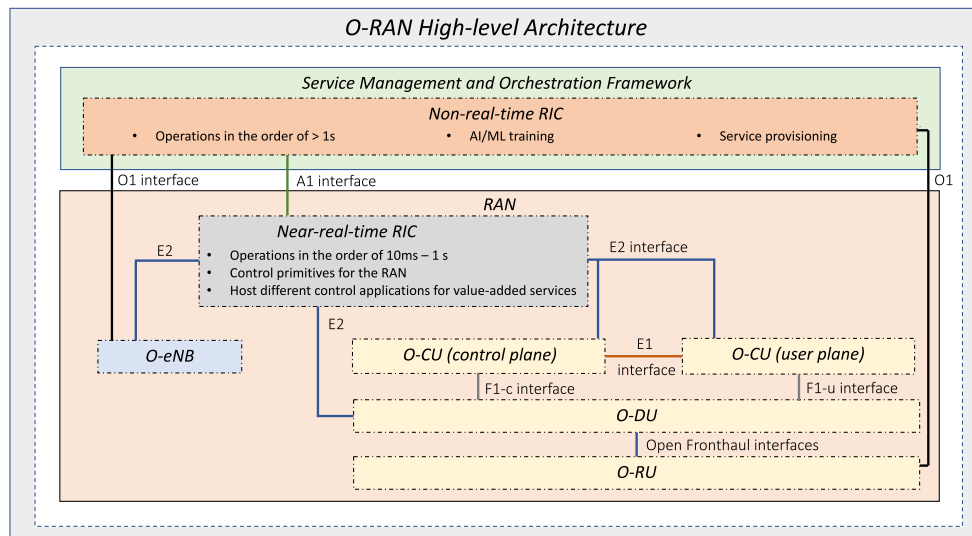 O-RAN High-level Architecture
Service Management and Orchestration Framework
Non-real-time RIC
• Operations in the order of > 1s
• AI/ML training
• Service provisioning
O1 interface
A1 interface
O1
RAN
Near-real-time RIC
• Operations in the order of 10ms – 1 s
• Control primitives for the RAN
• Host different control applications for value-added services
E2
E2 interface
E2
O-eNB
O-CU (control plane)
E1
interface
O-CU (user plane)
F1-c interface
F1-u interface
O-DU
Open Fronthaul interfaces
O-RU